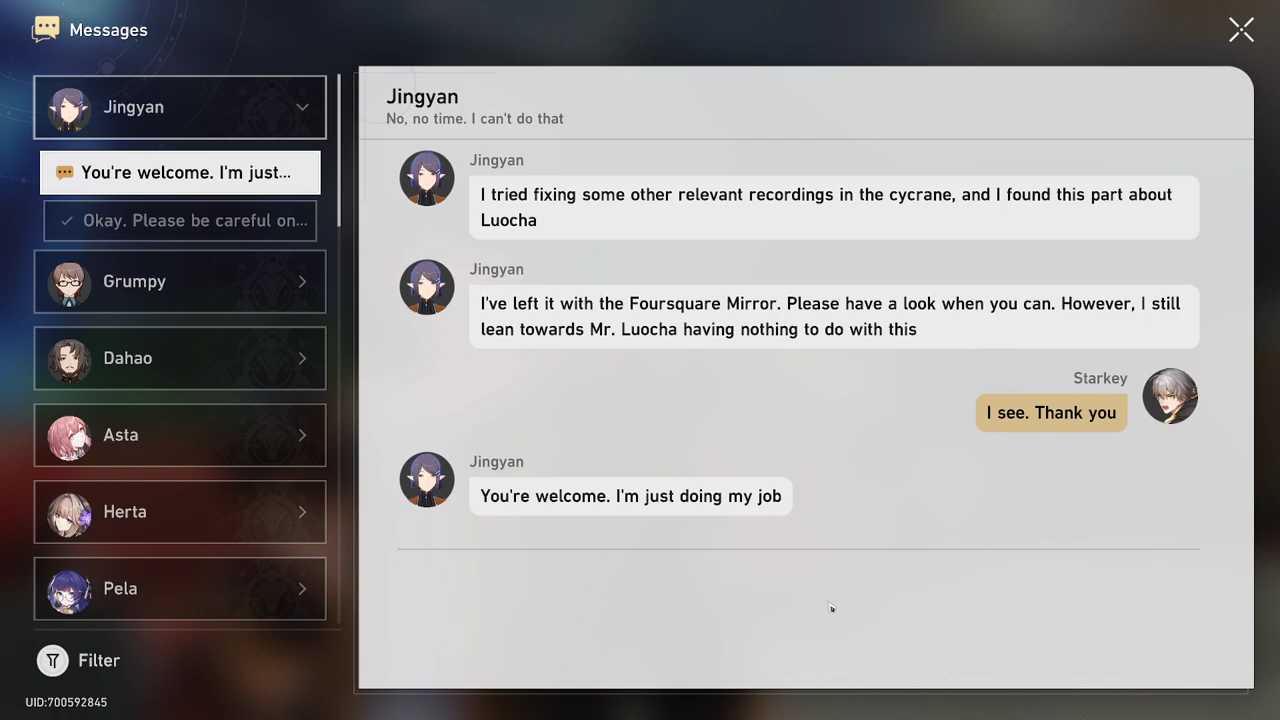 Messages
Jingyan
You're welcome. I'm just...
Okay. Please be careful on...
Grumpy
Dahao
Asta
Herta
Pela
Filter
UID:700592845
Jingyan
No, no time. I can't do that
Jingyan
I tried fixing some other relevant recordings in the cycrane, and I found this part about
Luocha
Jingyan
I've left it with the Foursquare Mirror. Please have a look when you can. However, I still
lean towards Mr. Luocha having nothing to do with this
Starkey
I see. Thank you
Jingyan
You're welcome. I'm just doing my job